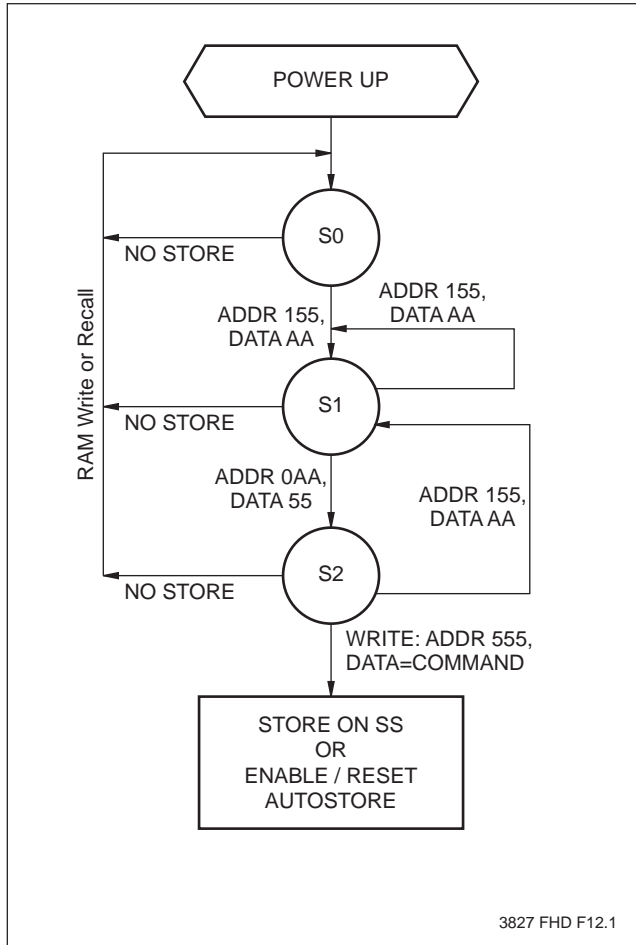 POWER UP
S0
NO STORE
ADDR 155,
DATA AA
ADDR 155,
DATA AA
RAM Write or Recall
S1
NO STORE
ADDR 0AA,
DATA 55
ADDR 155,
DATA AA
S2
NO STORE
WRITE: ADDR 555,
DATA=COMMAND
STORE ON SS
OR
ENABLE / RESET
AUTOSTORE
3827 FHD F12.1